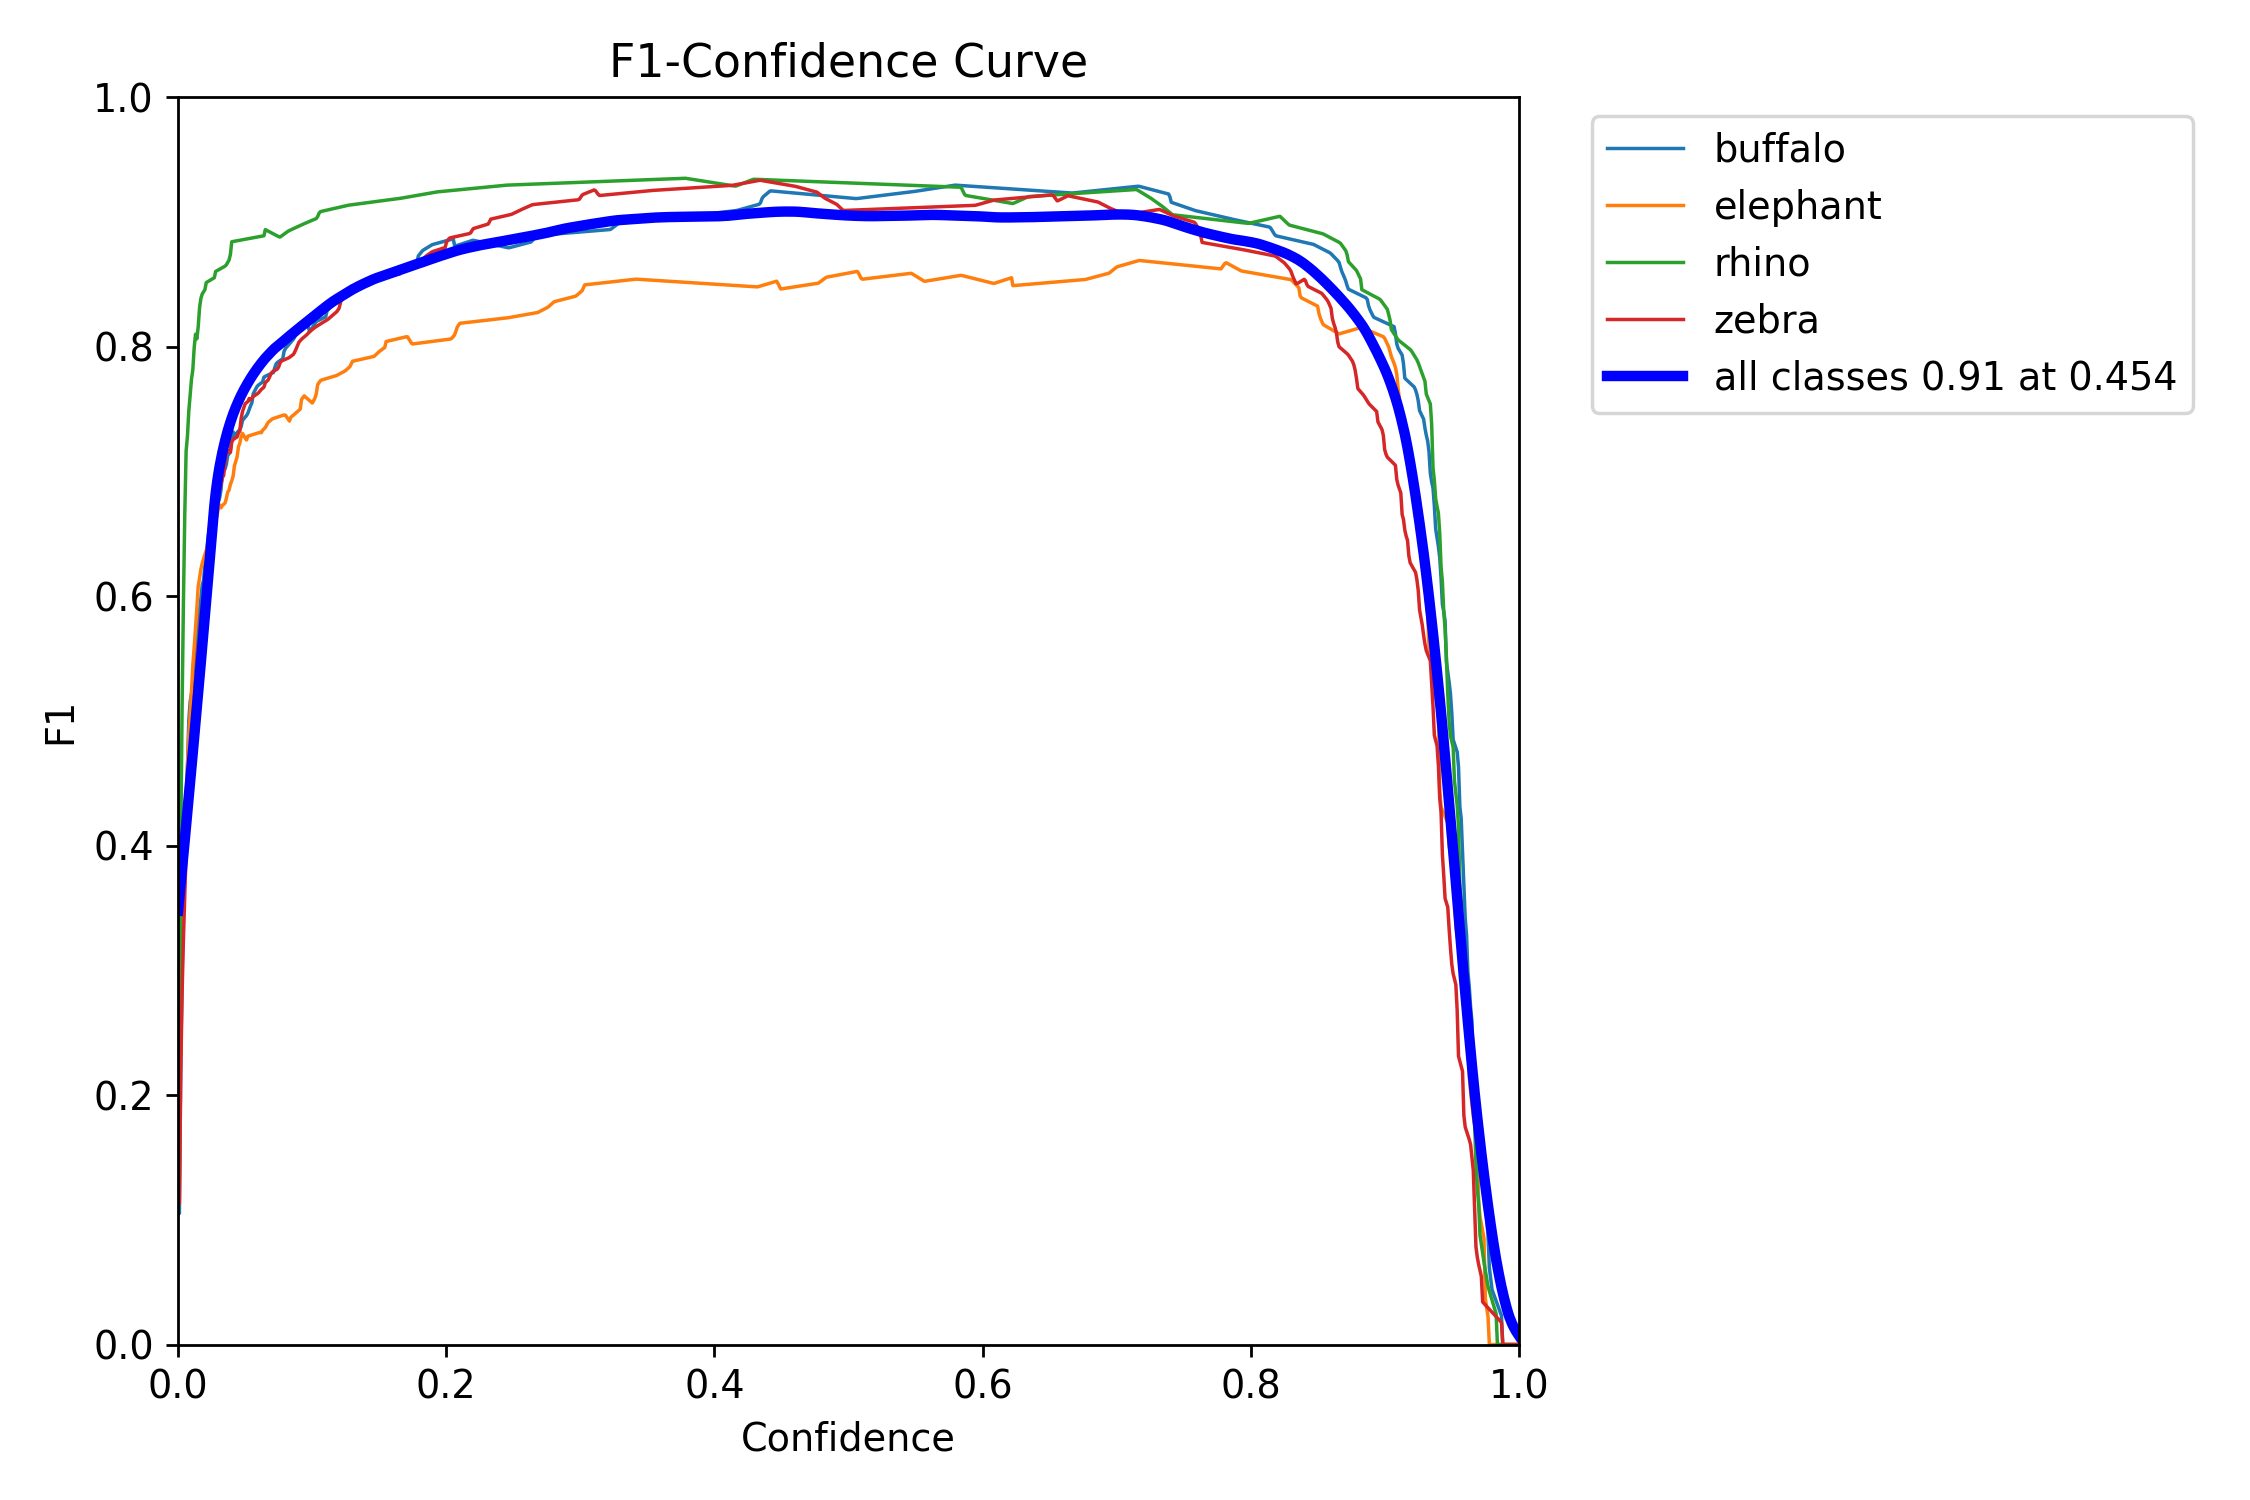 F1-Confidence Curve
1.0
0.8
0.6
0.4
0.2
0.0
F1
0.0 0.2 0.4 0.6 0.8 1.0
Confidence
buffalo
elephant
rhino
zebra
all classes 0.91 at 0.454